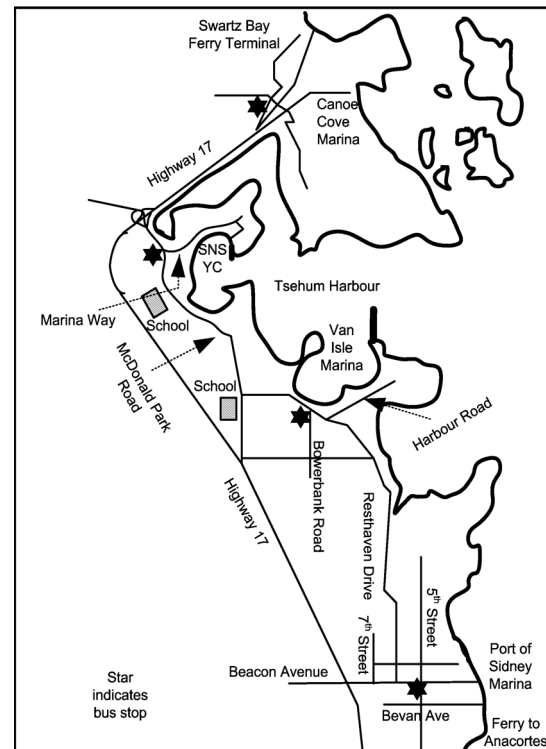 Swartz Bay
Ferry Terminal
Canoe
Cove
Marina
Highway 17
SNS
YC
Tsehum Harbour
Marina Way
School
Van
Isle
Marina
McDonald Park
Road
School
Harbour Road
Bowerbank Road
Highway 17
Resthaven Drive
5th Street
7th Street
Port of
Sidney
Marina
Beacon Avenue
Star
indicates
bus stop
Bevan Ave
Ferry to
Anacortes